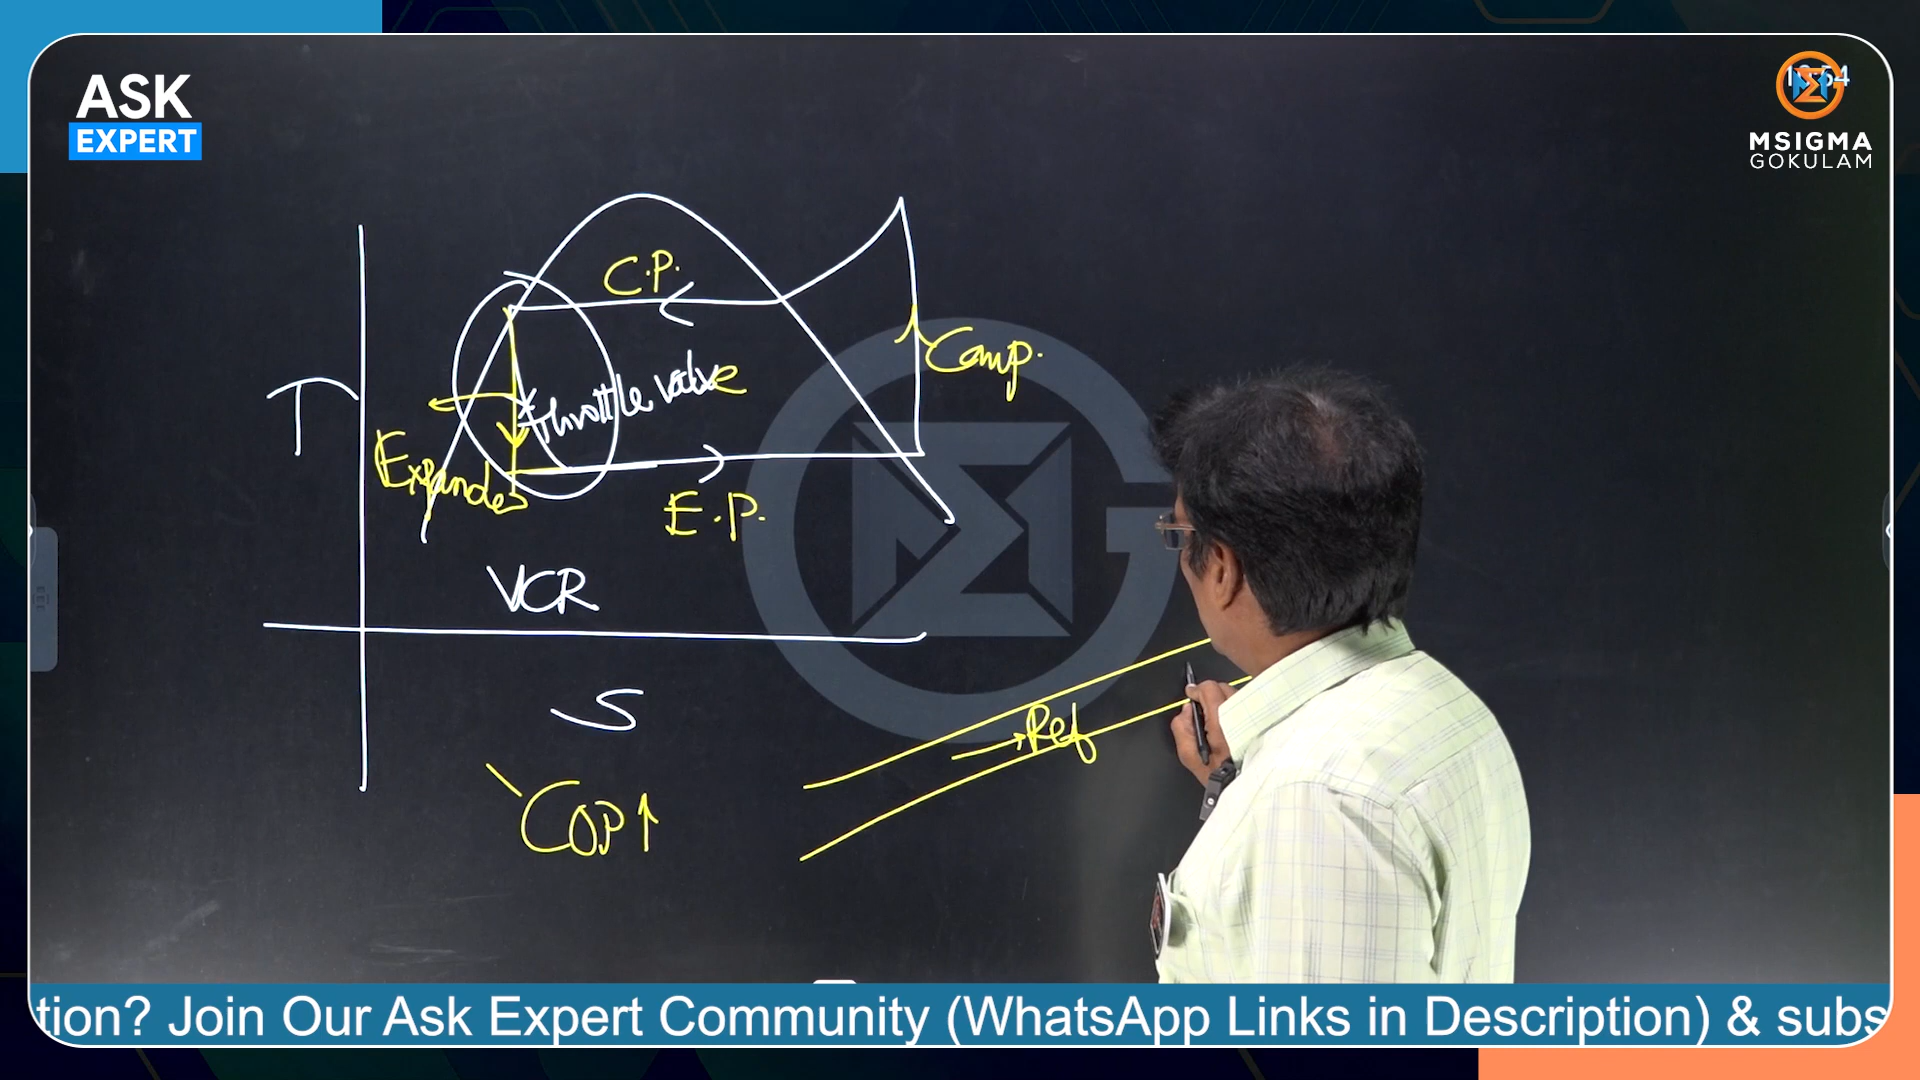 ASK
EXPERT
MSIGMA
GOKULAM
C.P.
Comp.
Throttle valve
T
Expander
E.P.
VCR
S
Ref
COP↑
tion? Join Our Ask Expert Community (WhatsApp Links in Description) & subs